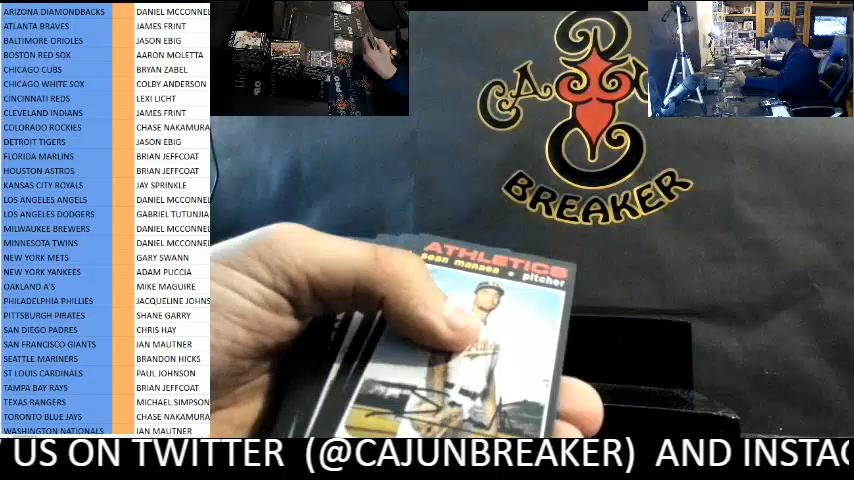 ARIZONA DIAMONDBACKS DANIEL MCCONNEL
ATLANTA BRAVES JAMES FRINT
BALTIMORE ORIOLES JASON EBIG
BOSTON RED SOX AARON MOLETTA
CHICAGO CUBS BRYAN ZABEL
CHICAGO WHITE SOX COLBY ANDERSON
CINCINNATI REDS LEXI LICHT
CLEVELAND INDIANS JAMES FRINT
COLORADO ROCKIES CHASE NAKAMURA
DETROIT TIGERS JASON EBIG
FLORIDA MARLINS BRIAN JEFFCOAT
HOUSTON ASTROS BRIAN JEFFCOAT
KANSAS CITY ROYALS JAY SPRINKLE
LOS ANGELES ANGELS DANIEL MCCONNEL
LOS ANGELES DODGERS GABRIEL TUTUNJIA
MILWAUKEE BREWERS DANIEL MCCONNEL
MINNESOTA TWINS DANIEL MCCONNEL
NEW YORK METS GARY SWANN
NEW YORK YANKEES ADAM PUCCIA
OAKLAND A'S MIKE MAGUIRE
PHILADELPHIA PHILLIES JACQUELINE JOHNS
PITTSBURGH PIRATES SHANE GARRY
SAN DIEGO PADRES CHRIS HAY
SAN FRANCISCO GIANTS IAN MAUTNER
SEATTLE MARINERS BRANDON HICKS
ST LOUIS CARDINALS PAUL JOHNSON
TAMPA BAY RAYS BRIAN JEFFCOAT
TEXAS RANGERS MICHAEL SIMPSON
TORONTO BLUE JAYS CHASE NAKAMURA
WASHINGTON NATIONALS IAN MAUTNER
BREAKER
ATHLETICS
sean manaea • pitcher
US ON TWITTER (@CAJUNBREAKER) AND INSTAG